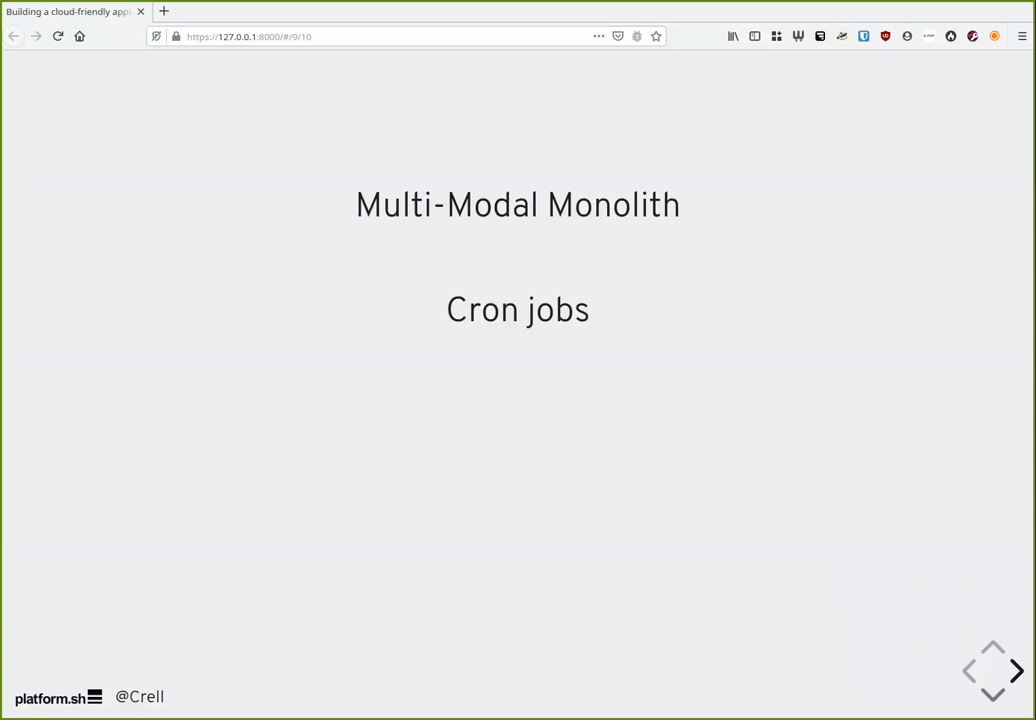 Building a cloud-friendly appl
https://127.0.0.1:8000/#/9/10
Multi-Modal Monolith
Cron jobs
platform.sh @Crell